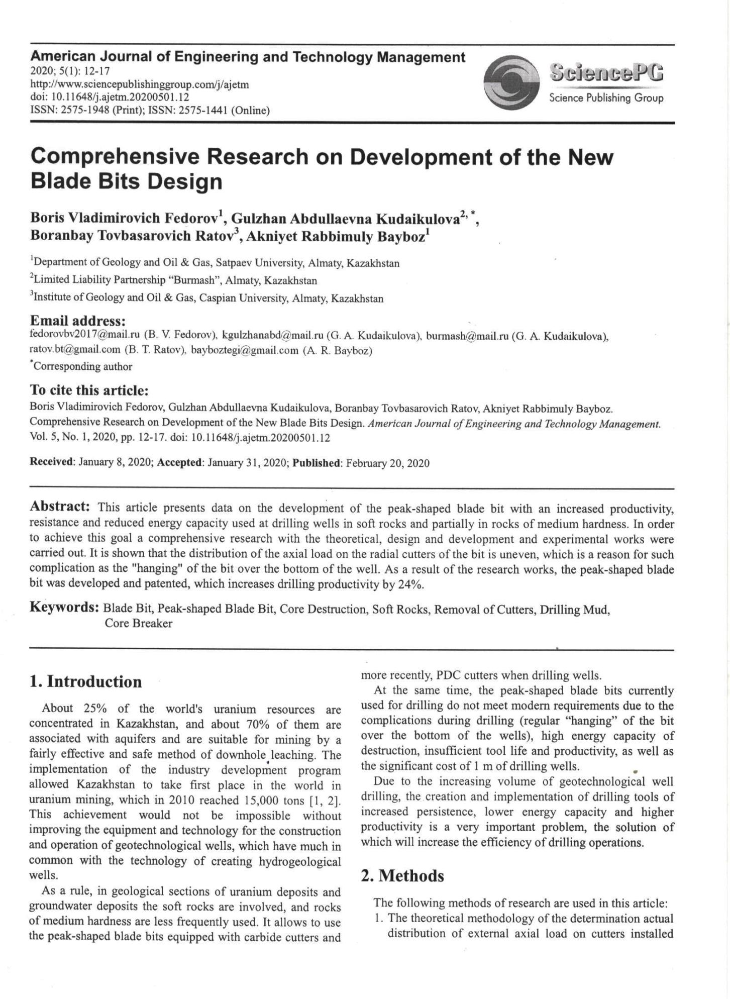 American Journal of Engineering and Technology Management
2020; 5(1): 12-17
http://www.sciencepublishinggroup.com/j/ajetm
doi: 10.11648/j.ajetm.20200501.12
ISSN: 2575-1948 (Print); ISSN: 2575-1441 (Online)
SciencePG
Science Publishing Group
Comprehensive Research on Development of the New
Blade Bits Design
Boris Vladimirovich Fedorov1, Gulzhan Abdullaevna Kudaikulova2, *,
Boranbay Tovbasarovich Ratov3, Akniyet Rabbimuly Bayboz1
1Department of Geology and Oil & Gas, Satpaev University, Almaty, Kazakhstan
2Limited Liability Partnership “Burmash”, Almaty, Kazakhstan
3Institute of Geology and Oil & Gas, Caspian University, Almaty, Kazakhstan
Email address:
fedorovbv2017@mail.ru (B. V. Fedorov), kgulzhanabd@mail.ru (G. A. Kudaikulova), burmash@mail.ru (G. A. Kudaikulova),
ratov.bt@gmail.com (B. T. Ratov), bayboztegi@gmail.com (A. R. Bayboz)
*Corresponding author
To cite this article:
Boris Vladimirovich Fedorov, Gulzhan Abdullaevna Kudaikulova, Boranbay Tovbasarovich Ratov, Akniyet Rabbimuly Bayboz.
Comprehensive Research on Development of the New Blade Bits Design. American Journal of Engineering and Technology Management.
Vol. 5, No. 1, 2020, pp. 12-17. doi: 10.11648/j.ajetm.20200501.12
Received: January 8, 2020; Accepted: January 31, 2020; Published: February 20, 2020
Abstract: This article presents data on the development of the peak-shaped blade bit with an increased productivity,
resistance and reduced energy capacity used at drilling wells in soft rocks and partially in rocks of medium hardness. In order
to achieve this goal a comprehensive research with the theoretical, design and development and experimental works were
carried out. It is shown that the distribution of the axial load on the radial cutters of the bit is uneven, which is a reason for such
complication as the "hanging" of the bit over the bottom of the well. As a result of the research works, the peak-shaped blade
bit was developed and patented, which increases drilling productivity by 24%.
Keywords: Blade Bit, Peak-shaped Blade Bit, Core Destruction, Soft Rocks, Removal of Cutters, Drilling Mud,
Core Breaker
1. Introduction
About 25% of the world's uranium resources are
concentrated in Kazakhstan, and about 70% of them are
associated with aquifers and are suitable for mining by a
fairly effective and safe method of downhole leaching. The
implementation of the industry development program
allowed Kazakhstan to take first place in the world in
uranium mining, which in 2010 reached 15,000 tons [1, 2].
This achievement would not be impossible without
improving the equipment and technology for the construction
and operation of geotechnological wells, which have much in
common with the technology of creating hydrogeological
wells.
As a rule, in geological sections of uranium deposits and
groundwater deposits the soft rocks are involved, and rocks
of medium hardness are less frequently used. It allows to use
the peak-shaped blade bits equipped with carbide cutters and
more recently, PDC cutters when drilling wells.
At the same time, the peak-shaped blade bits currently
used for drilling do not meet modern requirements due to the
complications during drilling (regular “hanging” of the bit
over the bottom of the wells), high energy capacity of
destruction, insufficient tool life and productivity, as well as
the significant cost of 1 m of drilling wells.
Due to the increasing volume of geotechnological well
drilling, the creation and implementation of drilling tools of
increased persistence, lower energy capacity and higher
productivity is a very important problem, the solution of
which will increase the efficiency of drilling operations.
2. Methods
The following methods of research are used in this article:
1. The theoretical methodology of the determination actual
distribution of external axial load on cutters installed